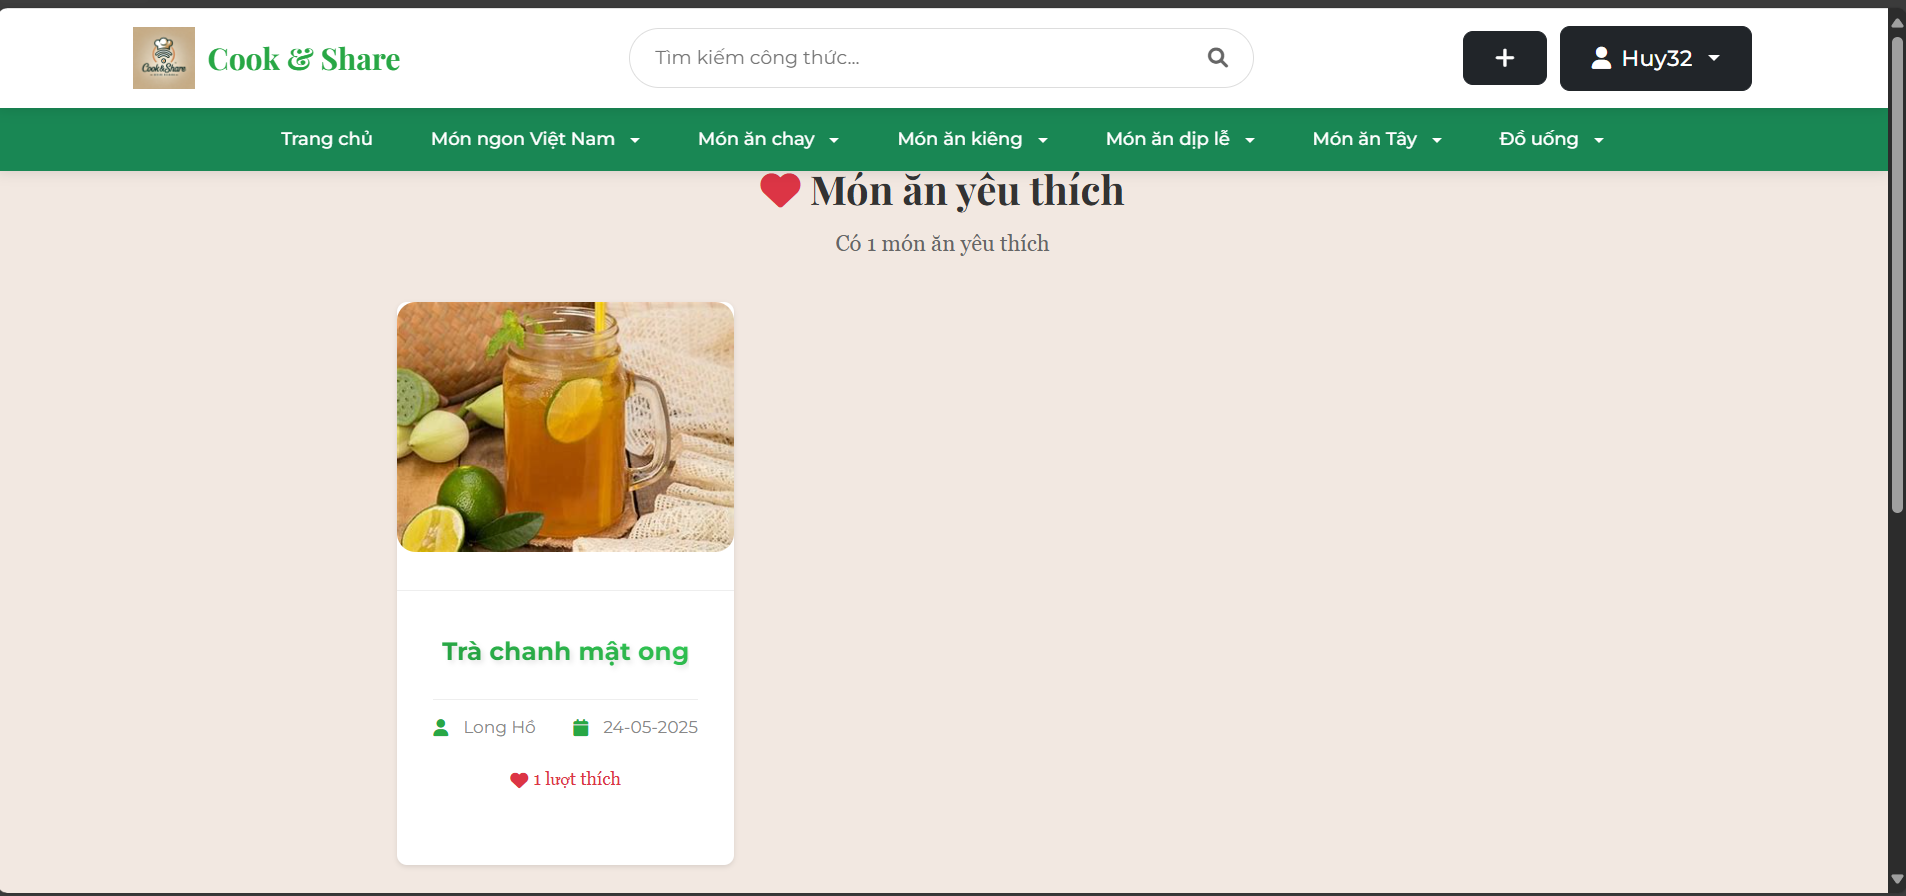 Cook & Share
Cook & Share
Tìm kiếm công thức...
Huy32
Trang chủ
Món ngon Việt Nam
Món ăn chay
Món ăn kiêng
Món ăn dịp lễ
Món ăn Tây
Đồ uống
Món ăn yêu thích
Có 1 món ăn yêu thích
Trà chanh mật ong
Long Hồ
24-05-2025
1 lượt thích